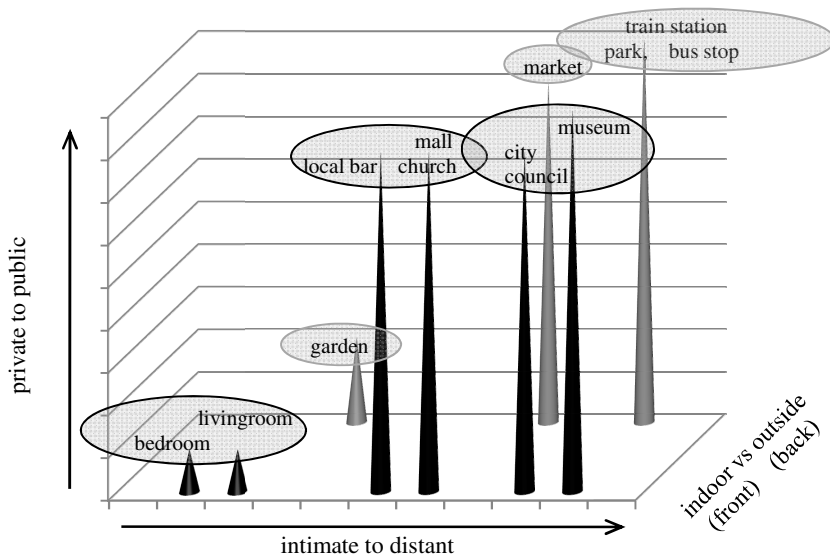 train station
park, bus stop
market
museum
mall
city
local bar church
council
garden
livingroom
bedroom
private to public
intimate to distant
indoor vs outside
(front) (back)